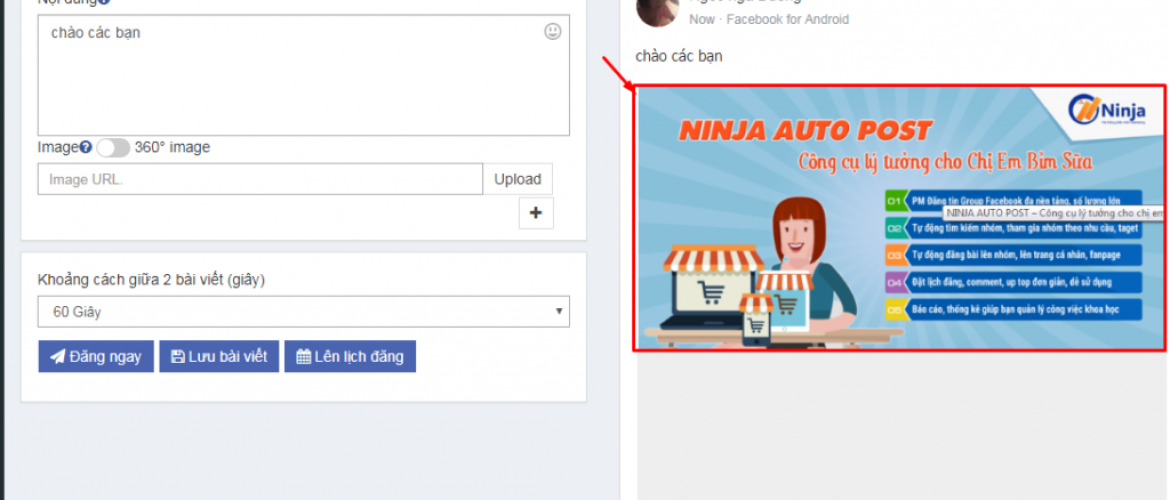 Nội dung
chào các bạn
Image
360° image
Image URL.
Upload
+
Khoảng cách giữa 2 bài viết (giây)
60 Giây
Đăng ngay
Lưu bài viết
Lên lịch đăng
Now · Facebook for Android
chào các bạn
Ninja
NINJA AUTO POST
Công cụ lý tưởng cho Chị Em Bỉm Sữa
01 PM Đăng tin Group Facebook đa nền tảng, số lượng lớn
NINJA AUTO POST – Công cụ lý tưởng cho chị em
02 Tự động tìm kiếm nhóm, tham gia nhóm theo nhu cầu, taget
03 Tự động đăng bài lên nhóm, lên trang cá nhân, fanpage
04 Đặt lịch đăng, comment, up top đơn giản, dễ sử dụng
05 Báo cáo, thống kê giúp bạn quản lý công việc khoa học